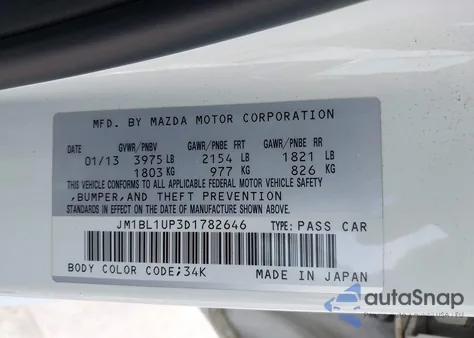 MFD. BY MAZDA MOTOR CORPORATION
DATE GVWR/PNBV GAWR/PNBE FRT GAWR/PNBE RR
01/13 3975 LB 2154 LB 1821 LB
1803 KG 977 KG 826 KG
THIS VEHICLE CONFORMS TO ALL APPLICABLE FEDERAL MOTOR VEHICLE SAFETY
,BUMPER,AND THEFT PREVENTION
STANDARDS IN EFFECT ON THE DATE OF MANUFACTURE SHOWN ABOVE.
JM1BL1UP3D1782646 TYPE: PASS CAR
BODY COLOR CODE;34K MADE IN JAPAN
autoSnap